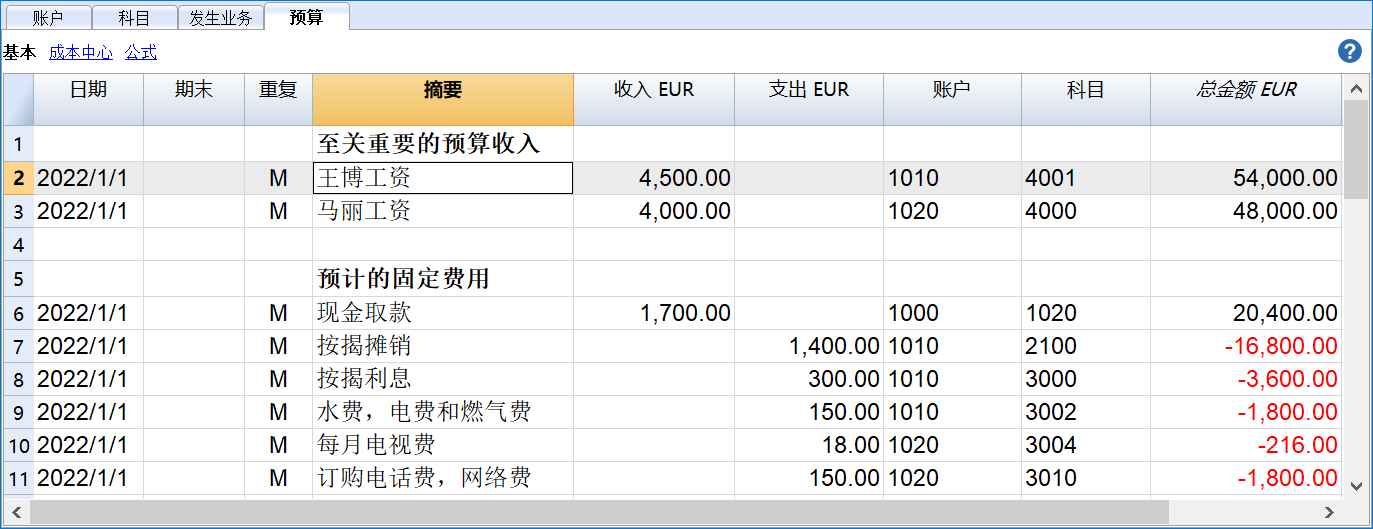 账户 科目 发生业务 预算
基本 成本中心 公式 ?
日期 期末 重复 摘要 收入 EUR 支出 EUR 账户 科目 总金额 EUR
1 至关重要的预算收入
2 2022/1/1 M 王博工资 4,500.00 1010 4001 54,000.00
3 2022/1/1 M 马丽工资 4,000.00 1020 4000 48,000.00
4
5 预计的固定费用
6 2022/1/1 M 现金取款 1,700.00 1000 1020 20,400.00
7 2022/1/1 M 按揭摊销 1,400.00 1010 2100 -16,800.00
8 2022/1/1 M 按揭利息 300.00 1010 3000 -3,600.00
9 2022/1/1 M 水费，电费和燃气费 150.00 1010 3002 -1,800.00
10 2022/1/1 M 每月电视费 18.00 1020 3004 -216.00
11 2022/1/1 M 订购电话费，网络费 150.00 1020 3010 -1,800.00